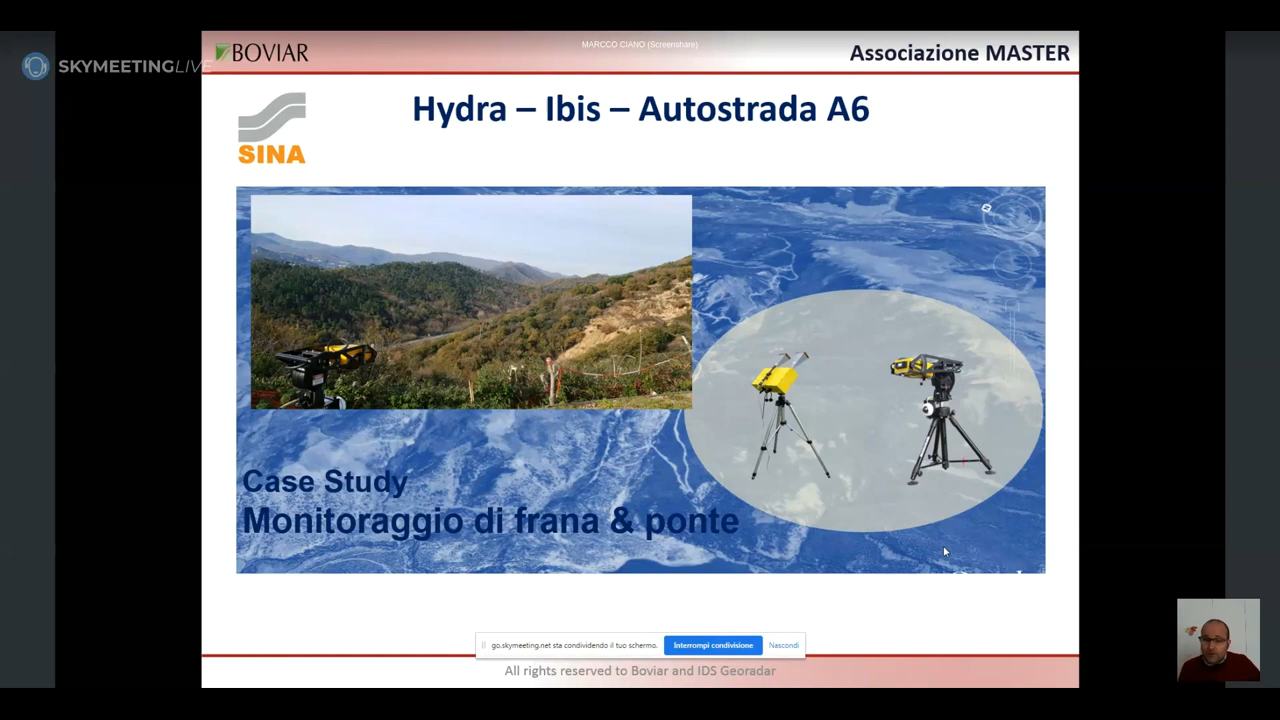 SKYMEETINGLIVE
BOVIAR
MARCCO CIANO (Screenshare)
Associazione MASTER
SINA
Hydra – Ibis – Autostrada A6
Case Study
Monitoraggio di frana & ponte
go.skymeeting.net sta condividendo il tuo schermo.
Interrompi condivisione
Nascondi
All rights reserved to Boviar and IDS Georadar